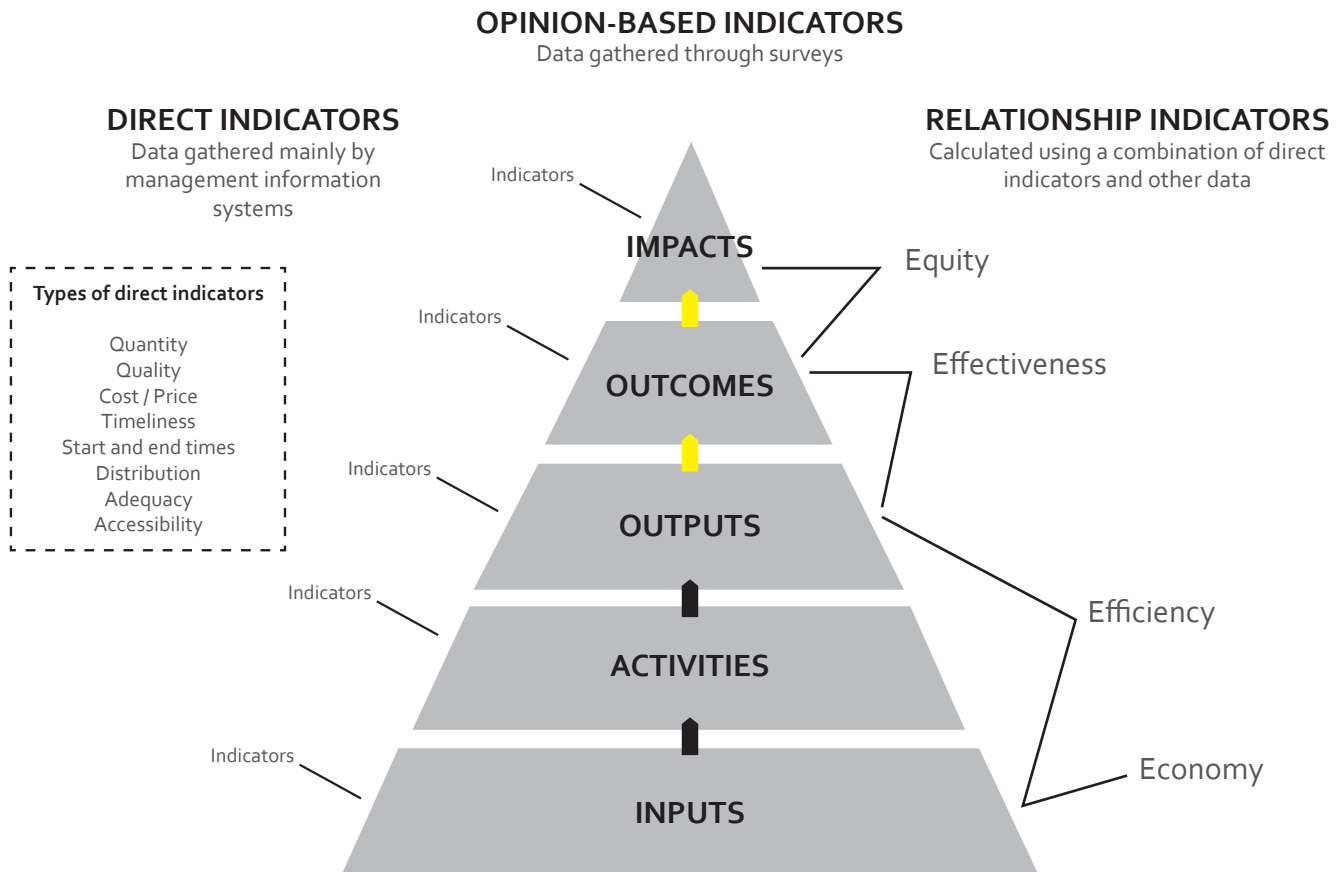 OPINION-BASED INDICATORS
Data gathered through surveys
DIRECT INDICATORS
Data gathered mainly by
management information
systems
RELATIONSHIP INDICATORS
Calculated using a combination of direct
indicators and other data
Types of direct indicators
Quantity
Quality
Cost / Price
Timeliness
Start and end times
Distribution
Adequacy
Accessibility
Indicators
IMPACTS
Equity
Indicators
OUTCOMES
Effectiveness
Indicators
OUTPUTS
Indicators
Efficiency
ACTIVITIES
Indicators
Economy
INPUTS